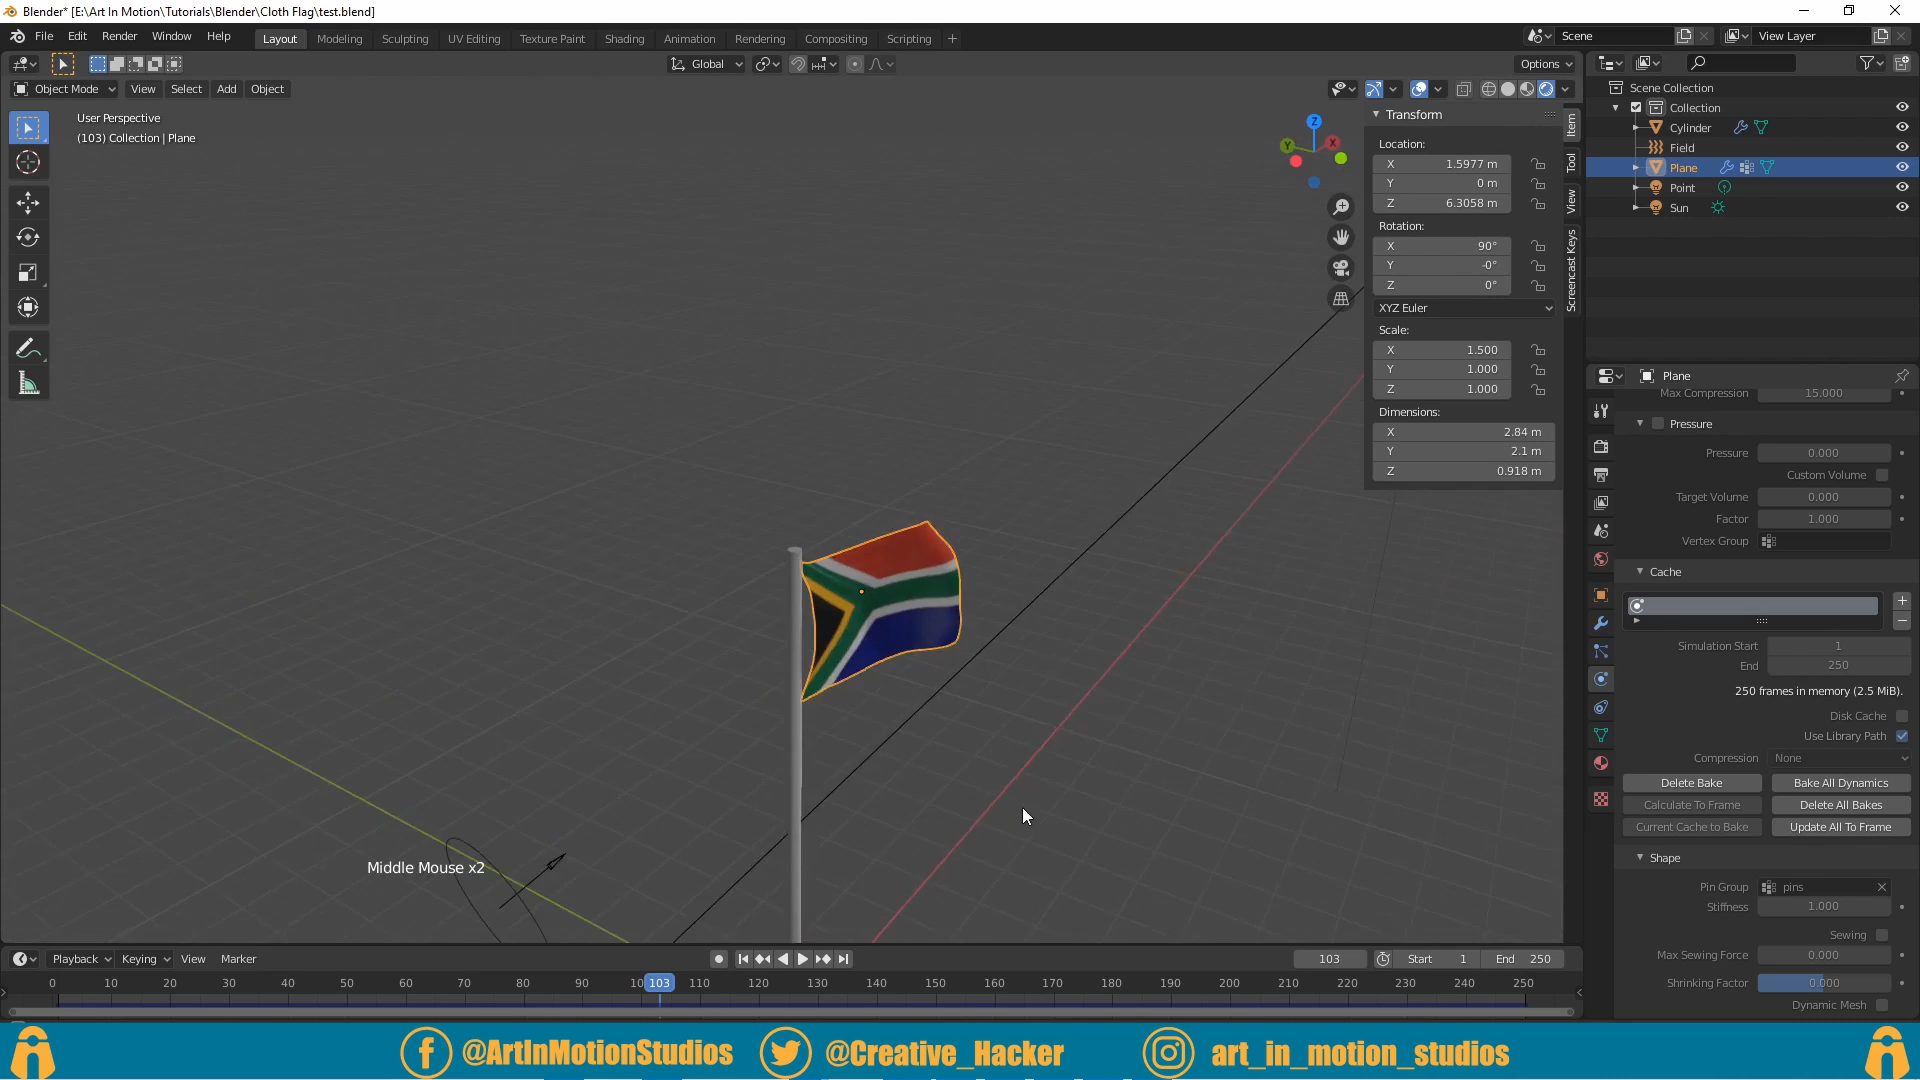 Blender* [E:\Art In Motion\Tutorials\Blender\Cloth Flag\test.blend]
File Edit Render Window Help Layout Modeling Sculpting UV Editing Texture Paint Shading Animation Rendering Compositing Scripting + Scene View Layer
Global Options
Object Mode View Select Add Object
User Perspective
(103) Collection | Plane
Z
Y
X
Transform
Location:
X 1.5977 m
Y 0 m
Z 6.3058 m
Rotation:
X 90°
Y -0°
Z 0°
XYZ Euler
Scale:
X 1.500
Y 1.000
Z 1.000
Dimensions:
X 2.84 m
Y 2.1 m
Z 0.918 m
Item
Tool
View
Screencast Keys
Scene Collection
Collection
Cylinder
Field
Plane
Point
Sun
Plane
Max Compression 15.000
Pressure
Pressure 0.000
Custom Volume
Target Volume 0.000
Factor 1.000
Vertex Group
Cache
Simulation Start 1
End 250
250 frames in memory (2.5 MiB).
Disk Cache
Use Library Path
Compression None
Delete Bake Bake All Dynamics
Calculate To Frame Delete All Bakes
Current Cache to Bake Update All To Frame
Shape
Pin Group pins
Stiffness 1.000
Sewing
Max Sewing Force 0.000
Shrinking Factor 0.000
Dynamic Mesh
Middle Mouse x2
Playback Keying View Marker 103 Start 1 End 250
0 10 20 30 40 50 60 70 80 90 10 103 110 120 130 140 150 160 170 180 190 200 210 220 230 240 250
@ArtInMotionStudios @Creative_Hacker art_in_motion_studios